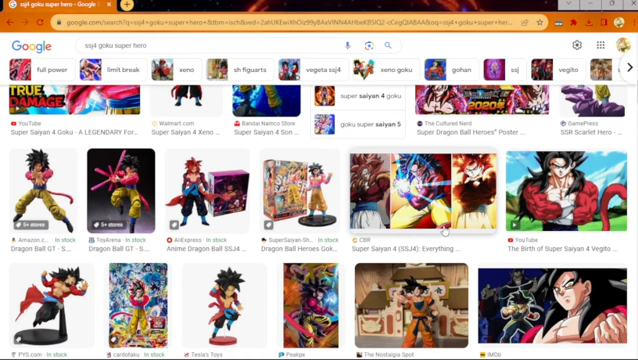 ssj4 goku super hero - Google S
google.com/search?q=ssj4+goku+super+hero+
Google
ssj4 goku super hero
full power
limit break
xeno
sh figuarts
vegeta ssj4
xeno goku
gohan
ssj
vegito
TRUE
DAMAGE
super saiyan 4 goku
goku super saiyan 5
2020
YouTube
Super Saiyan 4 Goku - A LEGENDARY For...
Walmart.com
Super Saiyan 4 Xeno ...
Bandai Namco Store
Super Saiyan 4 Son ...
The Cultured Nerd
"Super Dragon Ball Heroes" Poster ...
GamePress
SSR Scarlet Hero - ...
5+ stores
5+ stores
Amazon.c... · In stock
Dragon Ball GT - S...
ToyArena · In stock
Dragon Ball GT - S...
AliExpress · In stock
Anime Dragon Ball SSJ4 ...
SuperSaiyan-Sh... · In stock
Dragon Ball Heroes Gok...
CBR
Super Saiyan 4 (SSJ4): Everything ...
YouTube
The Birth of Super Saiyan 4 Vegito ...
PYS.com · In stock
cardotaku · In stock
Tesla's Toys
Peakpx
The Nostalgia Spot
IMDb